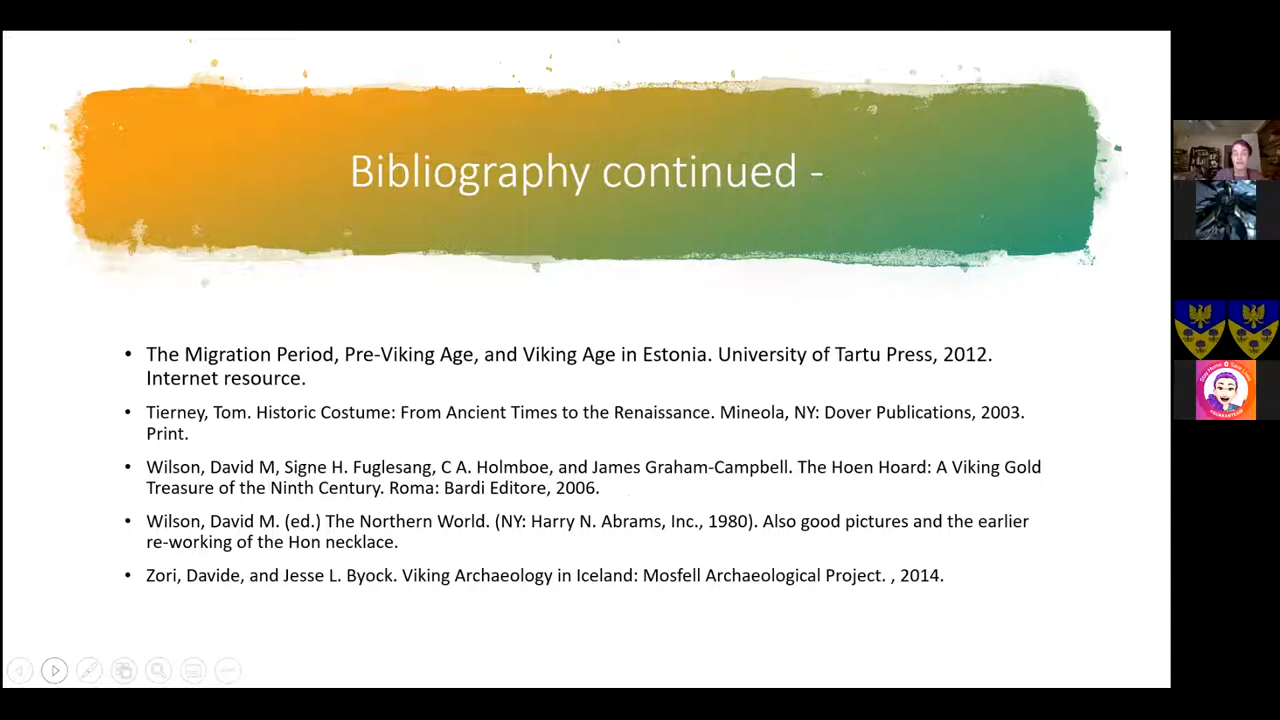 Bibliography continued -
• The Migration Period, Pre-Viking Age, and Viking Age in Estonia. University of Tartu Press, 2012.
Internet resource.
• Tierney, Tom. Historic Costume: From Ancient Times to the Renaissance. Mineola, NY: Dover Publications, 2003.
Print.
• Wilson, David M, Signe H. Fuglesang, C A. Holmboe, and James Graham-Campbell. The Hoen Hoard: A Viking Gold
Treasure of the Ninth Century. Roma: Bardi Editore, 2006.
• Wilson, David M. (ed.) The Northern World. (NY: Harry N. Abrams, Inc., 1980). Also good pictures and the earlier
re-working of the Hon necklace.
• Zori, Davide, and Jesse L. Byock. Viking Archaeology in Iceland: Mosfell Archaeological Project. , 2014.